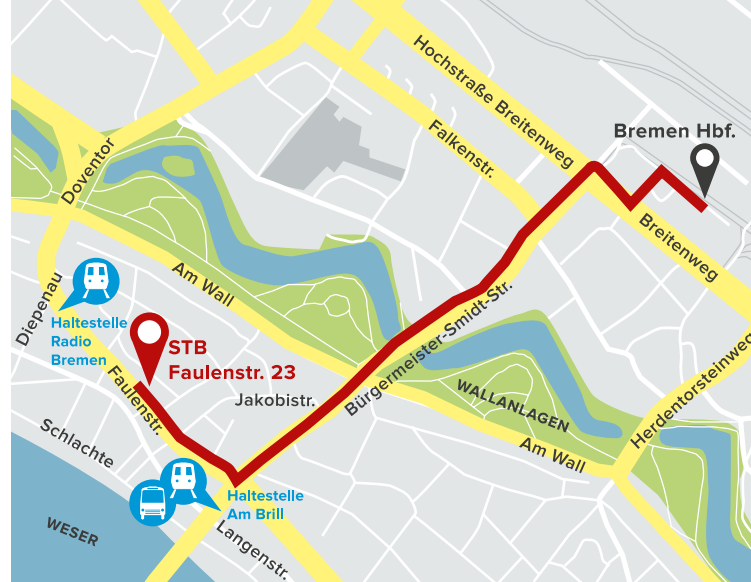 Hochstraße Breitenweg
Bremen Hbf.
Falkenstr.
Doventor
Breitenweg
Am Wall
Diepenau
Haltestelle
Radio
Bremen
STB
Faulenstr. 23
Bürgermeister-Smidt-Str.
Faulenstr.
Jakobistr.
WALLANLAGEN
Herdentorsteinweg
Schlachte
Am Wall
Haltestelle
Am Brill
WESER
Langenstr.